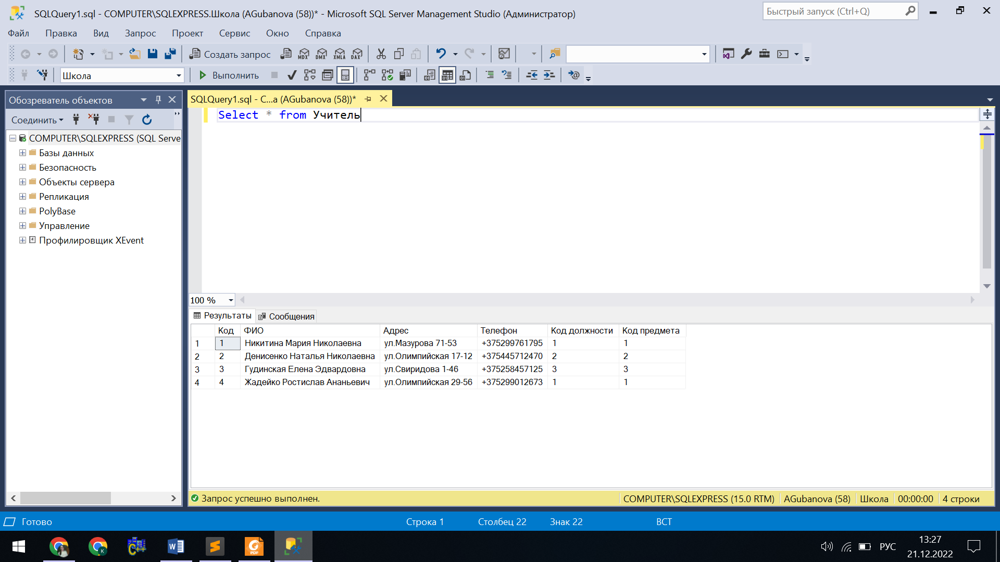 SQLQuery1.sql - COMPUTER\SQLEXPRESS.Школа (AGubanova (58))* - Microsoft SQL Server Management Studio (Администратор)
Быстрый запуск (Ctrl+Q)
Файл Правка Вид Запрос Проект Сервис Окно Справка
Создать запрос MDX DMX XMLA DAX
Школа Выполнить
Обозреватель объектов
SQLQuery1.sql - C...a (AGubanova (58))*
Соединить
Select * from Учитель
COMPUTER\SQLEXPRESS (SQL Serve
Базы данных
Безопасность
Объекты сервера
Репликация
PolyBase
Управление
Профилировщик XEvent
100 %
Результаты Сообщения
Код ФИО Адрес Телефон Код должности Код предмета
1 1 Никитина Мария Николаевна ул.Мазурова 71-53 +375299761795 1 1
2 2 Денисенко Наталья Николаевна ул.Олимпийская 17-12 +375445712470 2 2
3 3 Гудинская Елена Эдвардовна ул.Свиридова 1-46 +375258457125 3 3
4 4 Жадейко Ростислав Ананьевич ул.Олимпийская 29-56 +375299012673 1 1
Запрос успешно выполнен. COMPUTER\SQLEXPRESS (15.0 RTM) AGubanova (58) Школа 00:00:00 4 строки
Готово Строка 1 Столбец 22 Знак 22 ВСТ
K C++ W S PDF РУС 13:27
21.12.2022